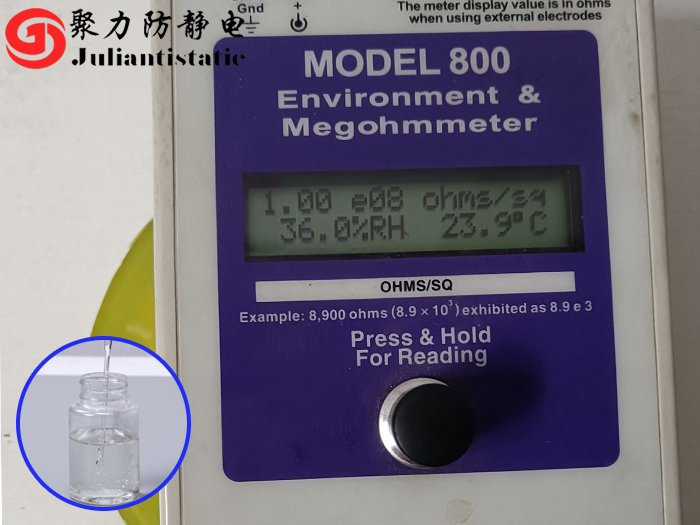 聚力防静电
Juliantistatic
Gnd
+
The meter display value is in ohms
when using external electrodes
MODEL 800
Environment &
Megohmmeter
1.00 e08 ohms/sq
36.0%RH 23.9°C
OHMS/SQ
Example: 8,900 ohms (8.9 × 10³) exhibited as 8.9 e 3
Press & Hold
For Reading